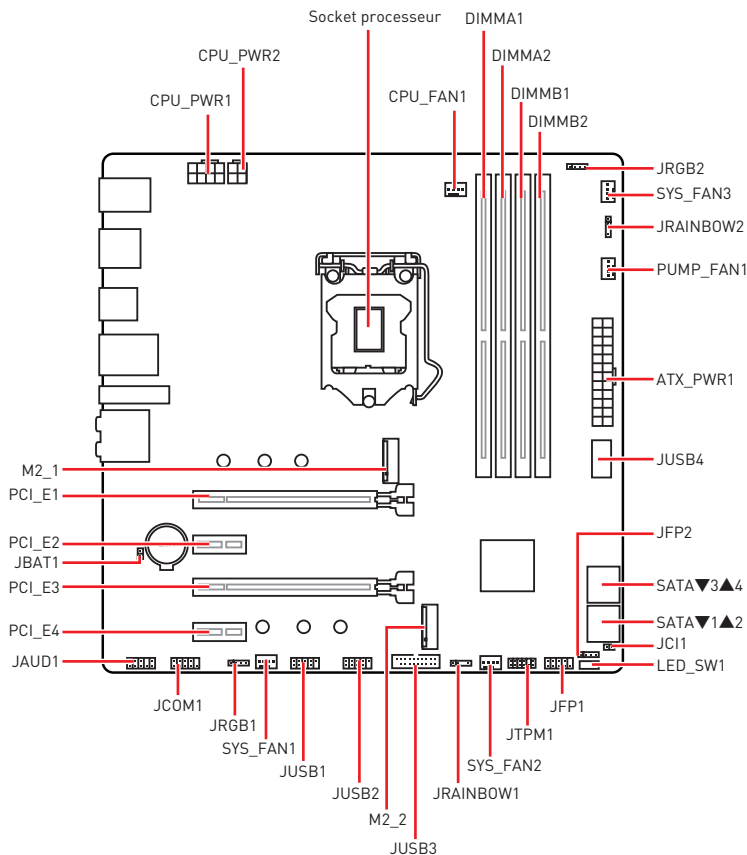 Socket processeur
DIMMA1
CPU_PWR2
DIMMA2
CPU_PWR1
CPU_FAN1
DIMMB1
DIMMB2
JRGB2
SYS_FAN3
JRAINBOW2
PUMP_FAN1
ATX_PWR1
M2_1
JUSB4
PCI_E1
JFP2
PCI_E2
JBAT1
PCI_E3
SATA▼3▲4
PCI_E4
SATA▼1▲2
JCI1
JAUD1
LED_SW1
JCOM1
JFP1
JRGB1
JTPM1
SYS_FAN1
SYS_FAN2
JUSB1
JUSB2
JRAINBOW1
M2_2
JUSB3